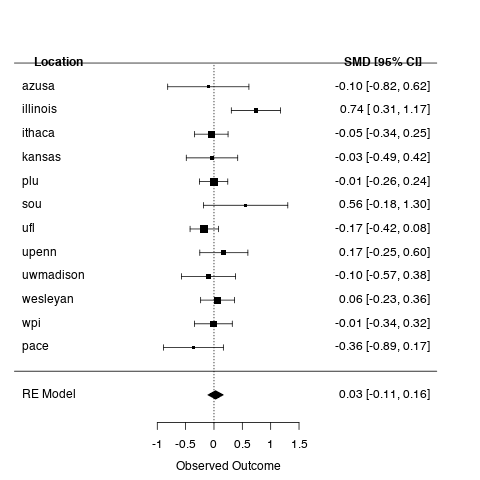 Location SMD [95% CI]
azusa -0.10 [-0.82, 0.62]
illinois 0.74 [ 0.31, 1.17]
ithaca -0.05 [-0.34, 0.25]
kansas -0.03 [-0.49, 0.42]
plu -0.01 [-0.26, 0.24]
sou 0.56 [-0.18, 1.30]
ufl -0.17 [-0.42, 0.08]
upenn 0.17 [-0.25, 0.60]
uwmadison -0.10 [-0.57, 0.38]
wesleyan 0.06 [-0.23, 0.36]
wpi -0.01 [-0.34, 0.32]
pace -0.36 [-0.89, 0.17]
RE Model 0.03 [-0.11, 0.16]
-1 -0.5 0 0.5 1 1.5
Observed Outcome